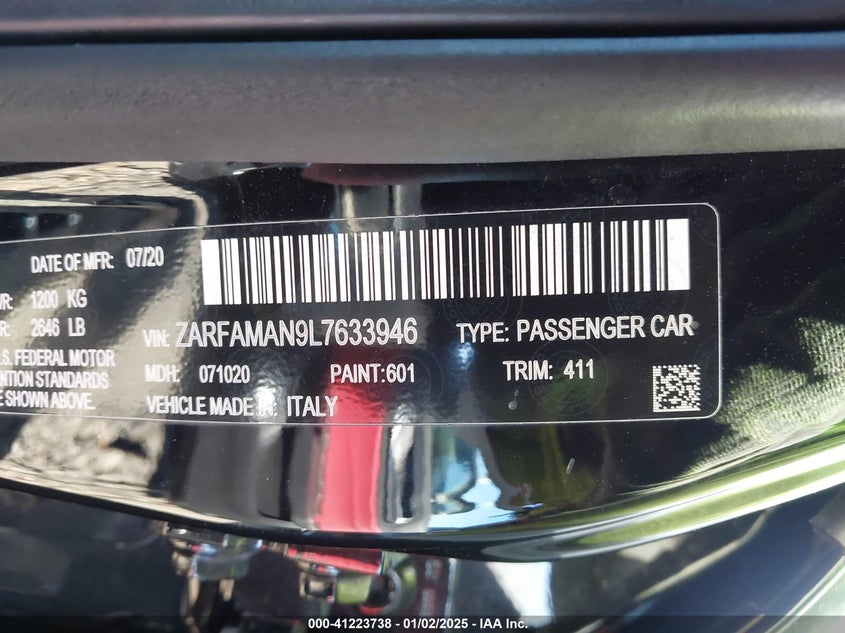 DATE OF MFR: 07/20
1200 KG
2646 LB
VIN: ZARFAMAN9L7633946 TYPE: PASSENGER CAR
S. FEDERAL MOTOR
MDH: 071020 PAINT:601 TRIM: 411
STANDARDS
E SHOWN ABOVE.
VEHICLE MADE IN: ITALY
000-41223738 - 01/02/2025 - IAA Inc.